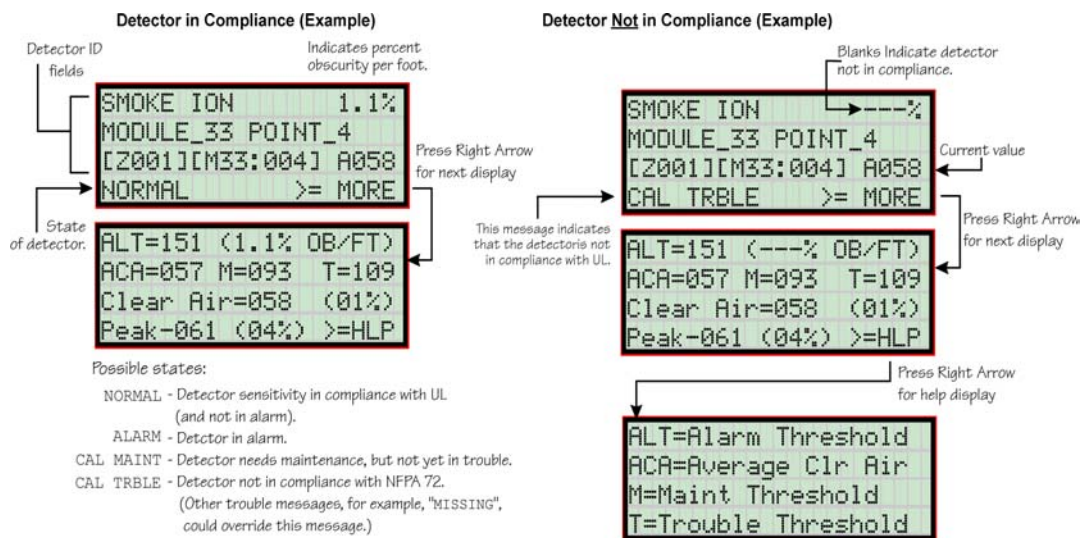 Detector in Compliance (Example)
Detector ID
fields
Indicates percent
obscurity per foot.
SMOKE ION 1.1%
MODULE_33 POINT_4
[Z001][M33:004] A058
NORMAL >= MORE
Press Right Arrow
for next display
State
of detector.
ALT=151 (1.1% OB/FT)
ACA=057 M=093 T=109
Clear Air=058 (01%)
Peak-061 (04%) >=HLP
Possible states:
NORMAL - Detector sensitivity in compliance with UL
(and not in alarm).
ALARM - Detctor in alarm.
CAL MAINT - Detector needs maintenance, but not yet in trouble.
CAL TRBLE - Detector not in compliance with NFPA 72.
(Other trouble messages, for example, "MISSING",
could override this message.)
Detector Not in Compliance (Example)
Blanks Indicate detector
not in compliance.
SMOKE ION ---%
MODULE_33 POINT_4
[Z001][M33:004] A058
CAL TRBLE >= MORE
Current value
This message indicates
that the detectoris not
in compliance with UL.
Press Right Arrow
for next display
ALT=151 (---% OB/FT)
ACA=057 M=093 T=109
Clear Air=058 (01%)
Peak-061 (04%) >=HLP
Press Right Arrow
for help display
ALT=Alarm Threshold
ACA=Average Clr Air
M=Maint Threshold
T=Trouble Threshold